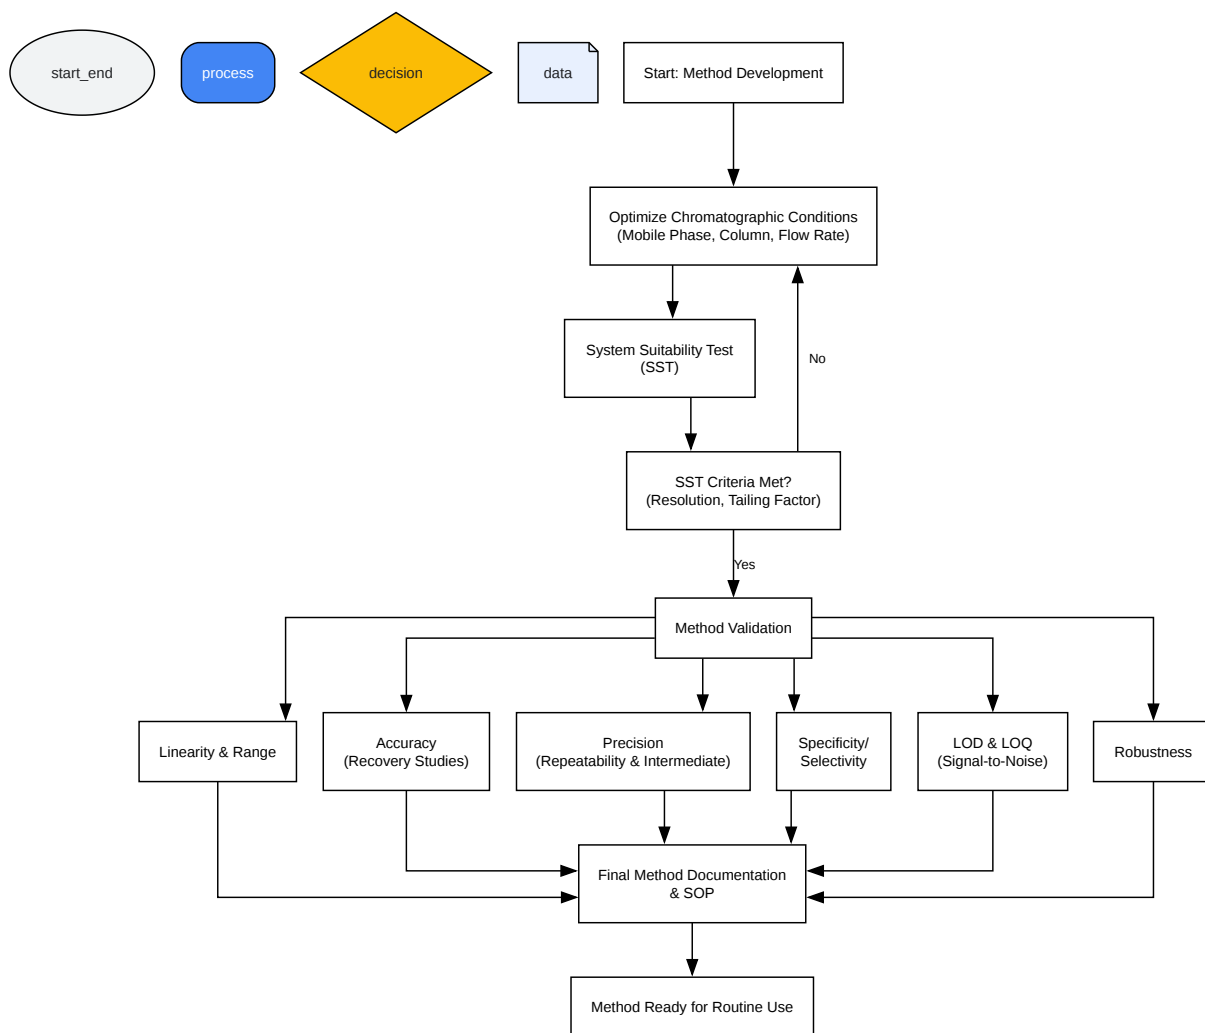 start_end
process
decision
data
Start: Method Development
Optimize Chromatographic Conditions
(Mobile Phase, Column, Flow Rate)
System Suitability Test
(SST)
No
SST Criteria Met?
(Resolution, Tailing Factor)
Yes
Method Validation
Linearity & Range
Accuracy
(Recovery Studies)
Precision
(Repeatability & Intermediate)
Specificity/
Selectivity
LOD & LOQ
(Signal-to-Noise)
Robustness
Final Method Documentation
& SOP
Method Ready for Routine Use